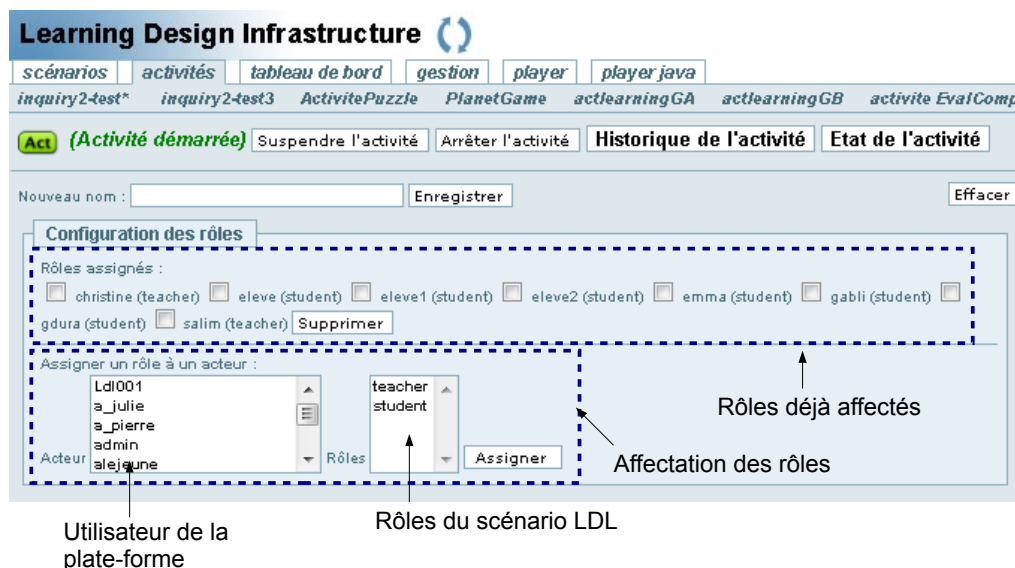 Learning Design Infrastructure
scénarios activités tableau de bord gestion player player java
inquiry2-test* inquiry2-test3 ActivitePuzzle PlanetGame actlearningGA actlearningGB activite EvalComp
Act (Activité démarrée) Suspendre l'activité Arrêter l'activité Historique de l'activité Etat de l'activité
Nouveau nom : Enregistrer Effacer
Configuration des rôles
Rôles assignés :
christine (teacher) eleve (student) eleve1 (student) eleve2 (student) emma (student) gabli (student)
gdura (student) salim (teacher) Supprimer
Assigner un rôle à un acteur :
Ldl001 teacher
a_julie student
a_pierre
admin
Acteur alejeune Rôles Assigner
Rôles déjà affectés
Affectation des rôles
Rôles du scénario LDL
Utilisateur de la
plate-forme